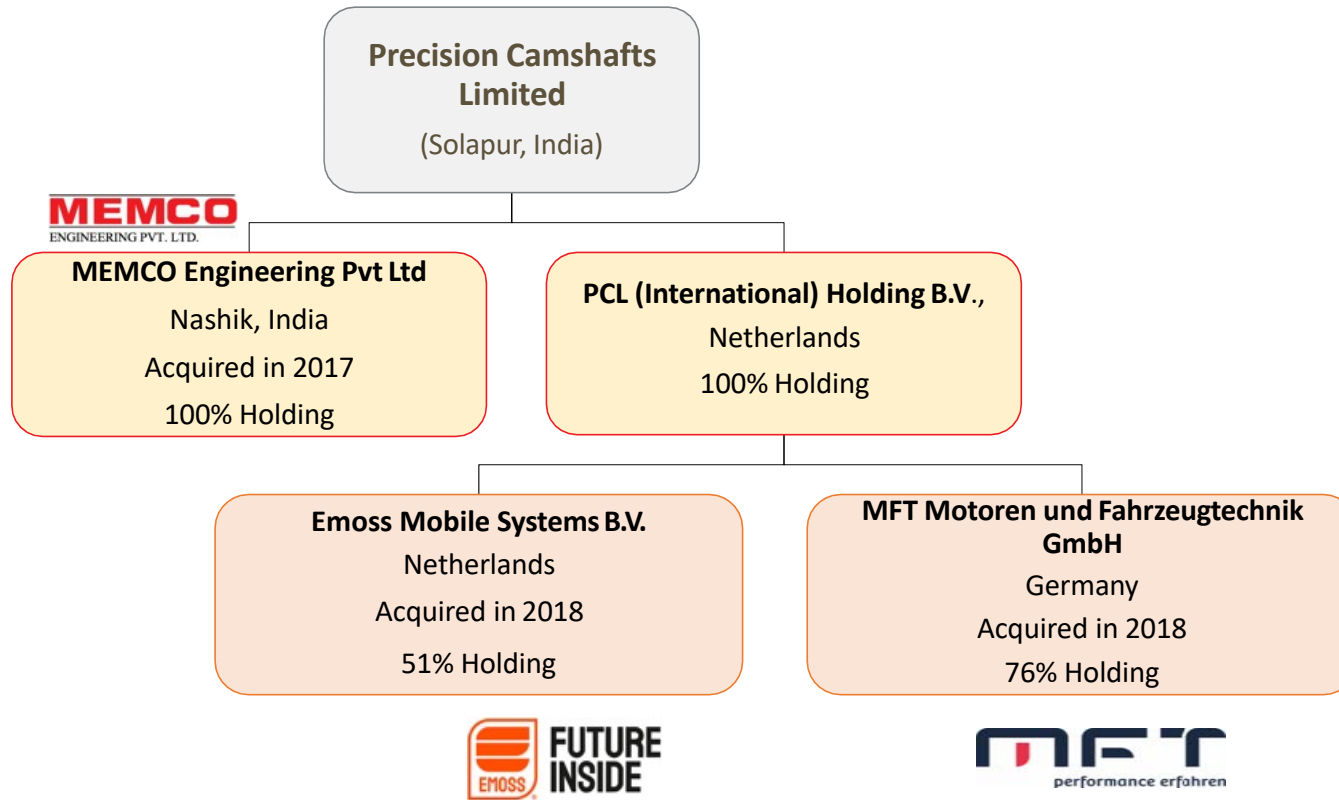 Precision Camshafts
Limited
(Solapur, India)
MEMCO
ENGINEERING PVT. LTD.
MEMCO Engineering Pvt Ltd
Nashik, India
Acquired in 2017
100% Holding
PCL (International) Holding B.V.,
Netherlands
100% Holding
Emoss Mobile Systems B.V.
Netherlands
Acquired in 2018
51% Holding
MFT Motoren und Fahrzeugtechnik
GmbH
Germany
Acquired in 2018
76% Holding
EMOSS
FUTURE
INSIDE
MFT
performance erfahren